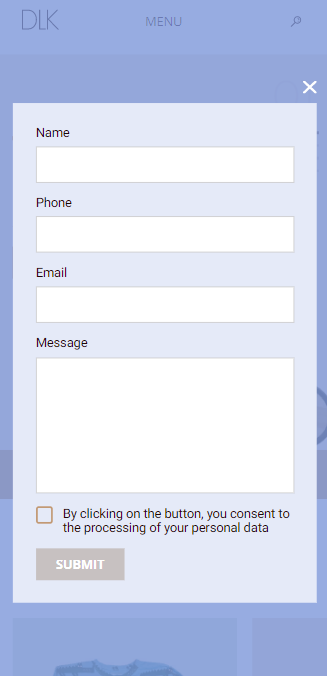 DLK
MENU
Name
Phone
Email
Message
By clicking on the button, you consent to
the processing of your personal data
SUBMIT